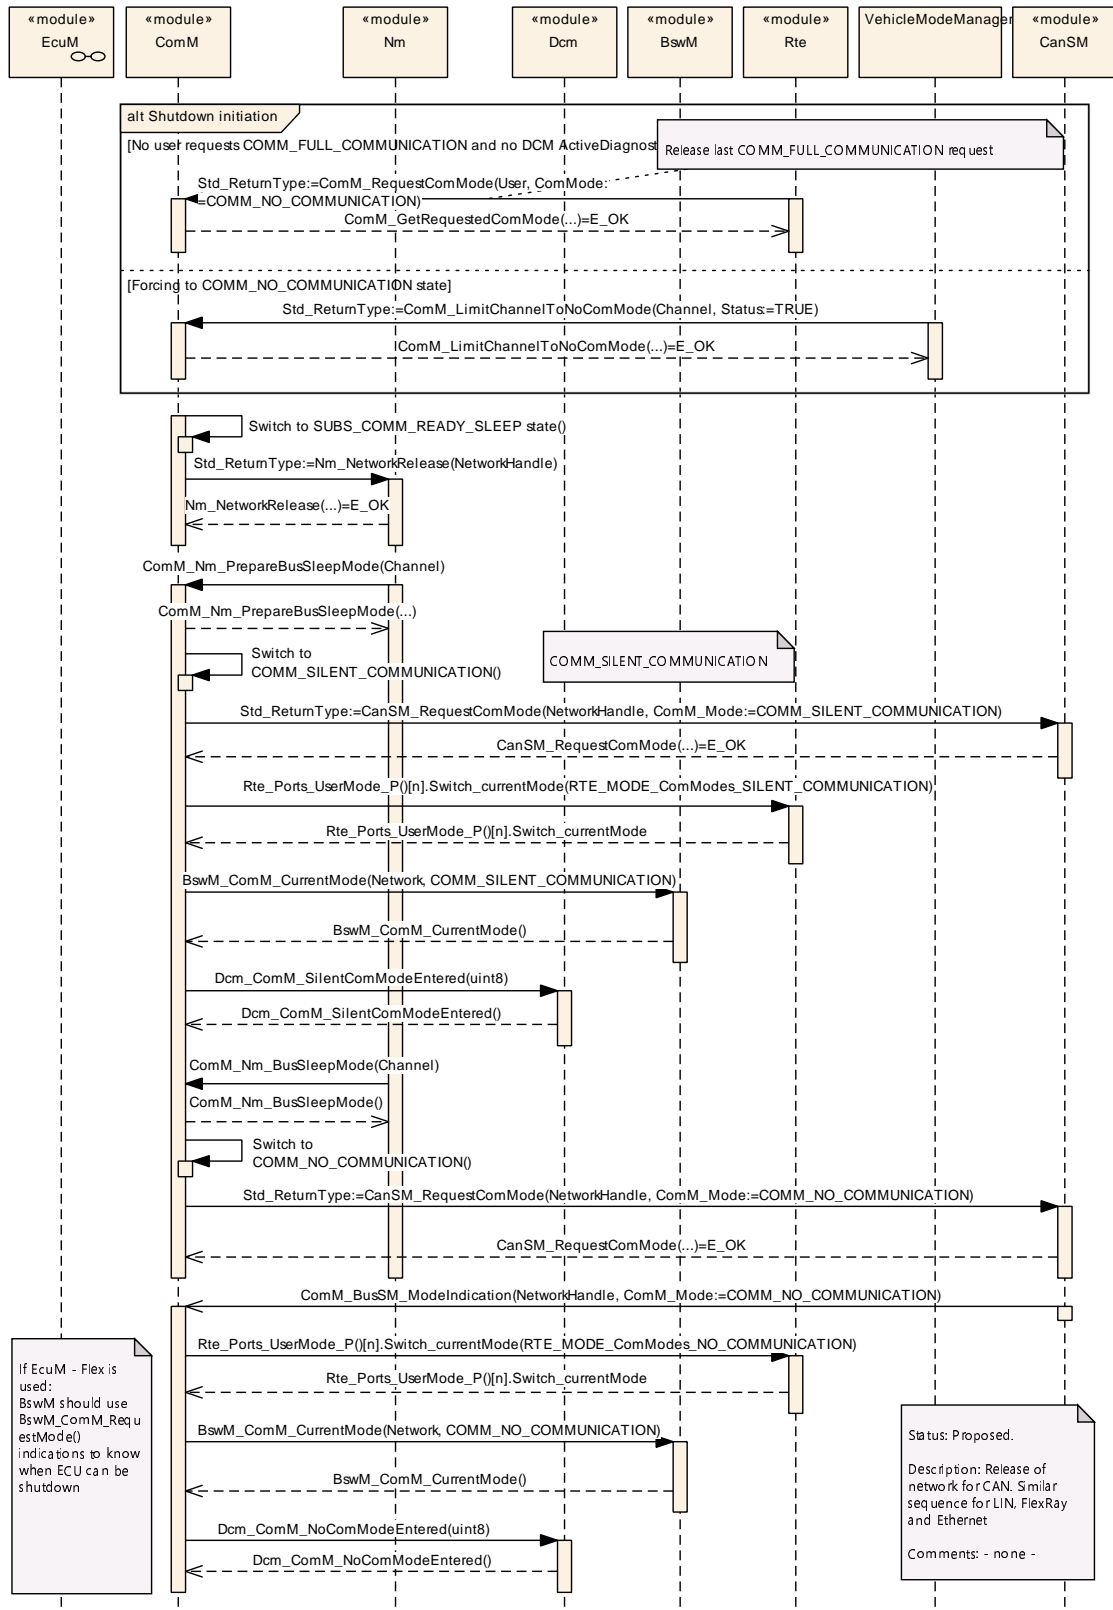 «module»
EcuM
«module»
ComM
«module»
Nm
«module»
Dcm
«module»
BswM
«module»
Rte
VehicleModeManager
«module»
CanSM
alt Shutdown initiation
[No user requests COMM_FULL_COMMUNICATION and no DCM ActiveDiagnost
Release last COMM_FULL_COMMUNICATION request
Std_ReturnType:=ComM_RequestComMode(User, ComMode:
=COMM_NO_COMMUNICATION)
ComM_GetRequestedComMode(...)=E_OK
[Forcing to COMM_NO_COMMUNICATION state]
Std_ReturnType:=ComM_LimitChannelToNoComMode(Channel, Status:=TRUE)
ComM_LimitChannelToNoComMode(...)=E_OK
Switch to SUBS_COMM_READY_SLEEP state()
Std_ReturnType:=Nm_NetworkRelease(NetworkHandle)
Nm_NetworkRelease(...)=E_OK
ComM_Nm_PrepareBusSleepMode(Channel)
ComM_Nm_PrepareBusSleepMode(...)
Switch to
COMM_SILENT_COMMUNICATION()
COMM_SILENT_COMMUNICATION
Std_ReturnType:=CanSM_RequestComMode(NetworkHandle, ComM_Mode:=COMM_SILENT_COMMUNICATION)
CanSM_RequestComMode(...)=E_OK
Rte_Ports_UserMode_P()[n].Switch_currentMode(RTE_MODE_ComModes_SILENT_COMMUNICATION)
Rte_Ports_UserMode_P()[n].Switch_currentMode
BswM_ComM_CurrentMode(Network, COMM_SILENT_COMMUNICATION)
BswM_ComM_CurrentMode()
Dcm_ComM_SilentComModeEntered(uint8)
Dcm_ComM_SilentComModeEntered()
ComM_Nm_BusSleepMode(Channel)
ComM_Nm_BusSleepMode()
Switch to
COMM_NO_COMMUNICATION()
Std_ReturnType:=CanSM_RequestComMode(NetworkHandle, ComM_Mode:=COMM_NO_COMMUNICATION)
CanSM_RequestComMode(...)=E_OK
ComM_BusSM_ModeIndication(NetworkHandle, ComM_Mode:=COMM_NO_COMMUNICATION)
Rte_Ports_UserMode_P()[n].Switch_currentMode(RTE_MODE_ComModes_NO_COMMUNICATION)
Rte_Ports_UserMode_P()[n].Switch_currentMode
BswM_ComM_CurrentMode(Network, COMM_NO_COMMUNICATION)
BswM_ComM_CurrentMode()
Dcm_ComM_NoComModeEntered(uint8)
Dcm_ComM_NoComModeEntered()
If EcuM - Flex is
used:
BswM should use
BswM_ComM_Requ
estMode()
indications to know
when ECU can be
shutdown
Status: Proposed.
Description: Release of
network for CAN. Similar
sequence for LIN, FlexRay
and Ethernet
Comments: - none -